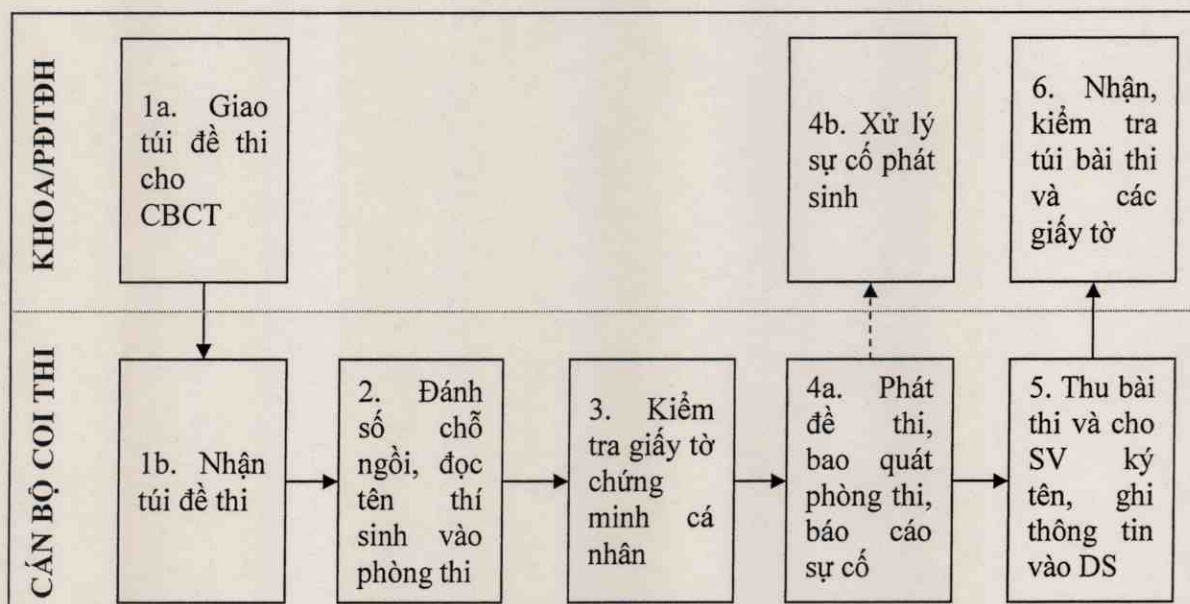 KHOA/PĐTĐH
1a. Giao
túi đề thi
cho
CBCT
4b. Xử lý
sự cố phát
sinh
6. Nhận,
kiểm tra
túi bài thi
và các
giấy tờ
CÁN BỘ COI THI
1b. Nhận
túi đề thi
2. Đánh
số chỗ
ngồi, đọc
tên thí
sinh vào
phòng thi
3. Kiểm
tra giấy tờ
chứng
minh cá
nhân
4a. Phát
đề thi,
bao quát
phòng thi,
báo cáo
sự cố
5. Thu bài
thi và cho
SV ký
tên, ghi
thông tin
vào DS